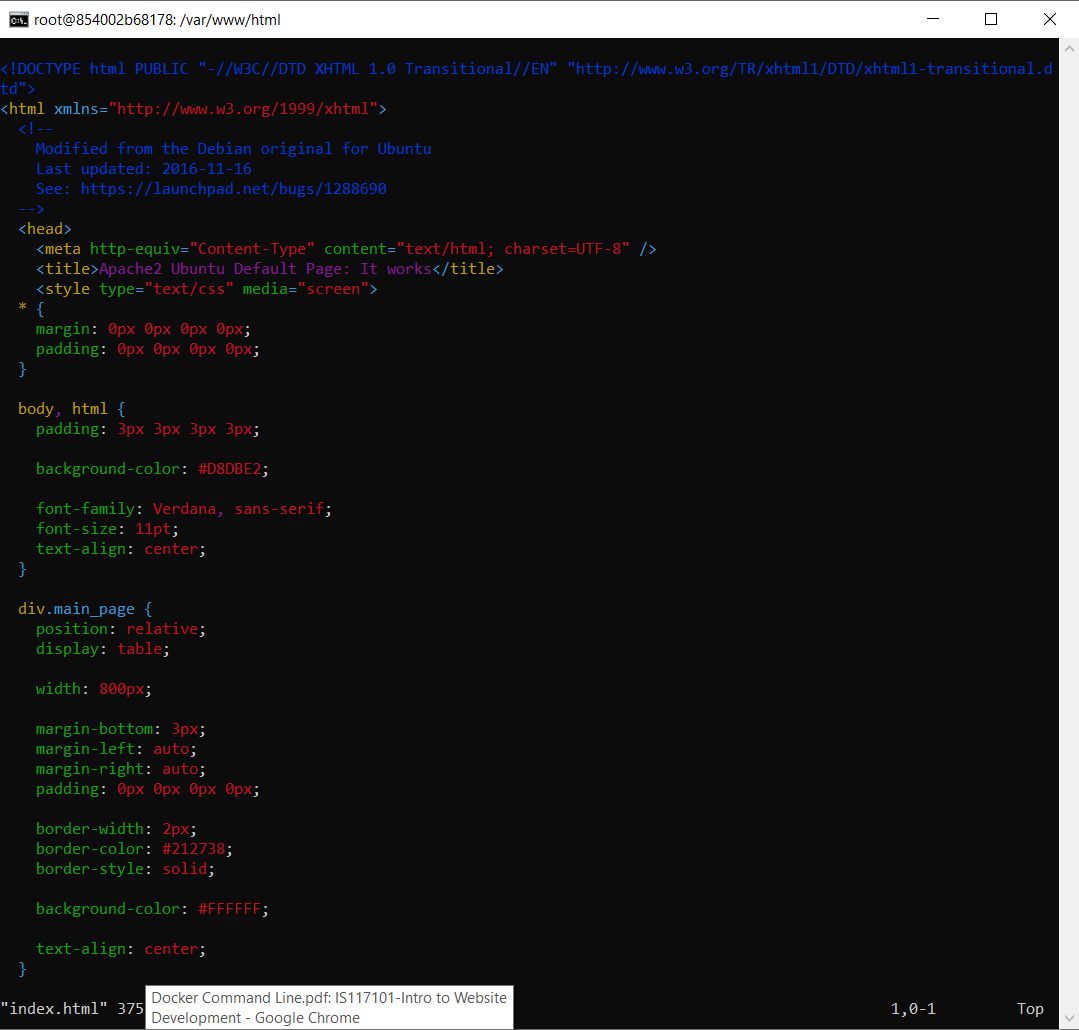 root@854002b68178: /var/www/html
<!DOCTYPE html PUBLIC "-//W3C//DTD XHTML 1.0 Transitional//EN" "http://www.w3.org/TR/xhtml1/DTD/xhtml1-transitional.d
td">
<html xmlns="http://www.w3.org/1999/xhtml">
  <!--
    Modified from the Debian original for Ubuntu
    Last updated: 2016-11-16
    See: https://launchpad.net/bugs/1288690
  -->
  <head>
    <meta http-equiv="Content-Type" content="text/html; charset=UTF-8" />
    <title>Apache2 Ubuntu Default Page: It works</title>
    <style type="text/css" media="screen">
  * {
    margin: 0px 0px 0px 0px;
    padding: 0px 0px 0px 0px;
  }

  body, html {
    padding: 3px 3px 3px 3px;

    background-color: #D8DBE2;

    font-family: Verdana, sans-serif;
    font-size: 11pt;
    text-align: center;
  }

  div.main_page {
    position: relative;
    display: table;

    width: 800px;

    margin-bottom: 3px;
    margin-left: auto;
    margin-right: auto;
    padding: 0px 0px 0px 0px;

    border-width: 2px;
    border-color: #212738;
    border-style: solid;

    background-color: #FFFFFF;

    text-align: center;
  }
"index.html" 375 1,0-1 Top
Docker Command Line.pdf: IS117101-Intro to Website
Development - Google Chrome